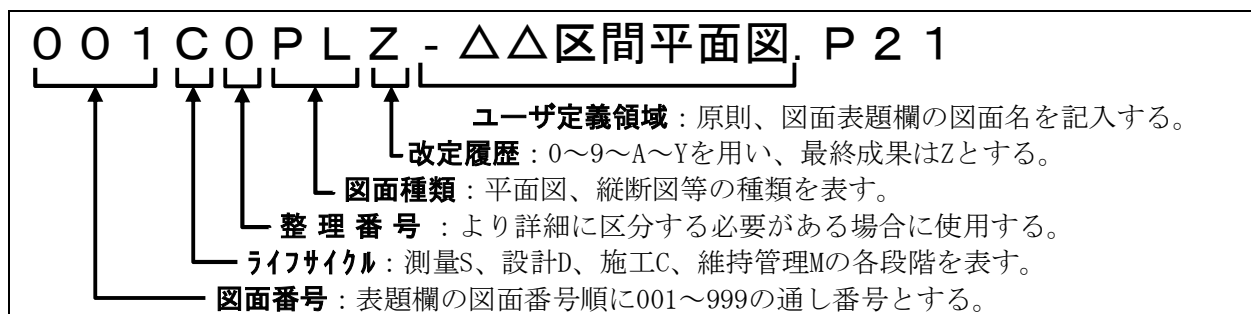 ００１Ｃ０ＰＬＺ-△△区間平面図.Ｐ２１
ユーザ定義領域：原則、図面表題欄の図面名を記入する。
改定履歴：0～9～A～Yを用い、最終成果はZとする。
図面種類：平面図、縦断図等の種類を表す。
整 理 番 号 ：より詳細に区分する必要がある場合に使用する。
ﾗｲﾌｻｲｸﾙ：測量S、設計D、施工C、維持管理Mの各段階を表す。
図面番号：表題欄の図面番号順に001～999の通し番号とする。